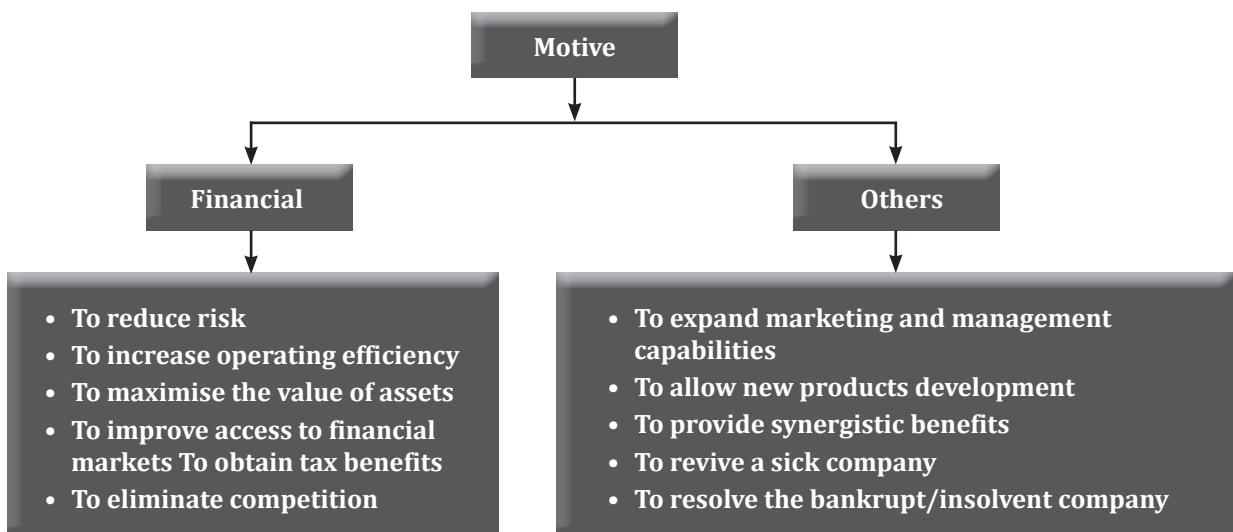 Motive
Financial
Others
• To reduce risk
• To increase operating efficiency
• To maximise the value of assets
• To improve access to financial
markets To obtain tax benefits
• To eliminate competition
• To expand marketing and management
capabilities
• To allow new products development
• To provide synergistic benefits
• To revive a sick company
• To resolve the bankrupt/insolvent company